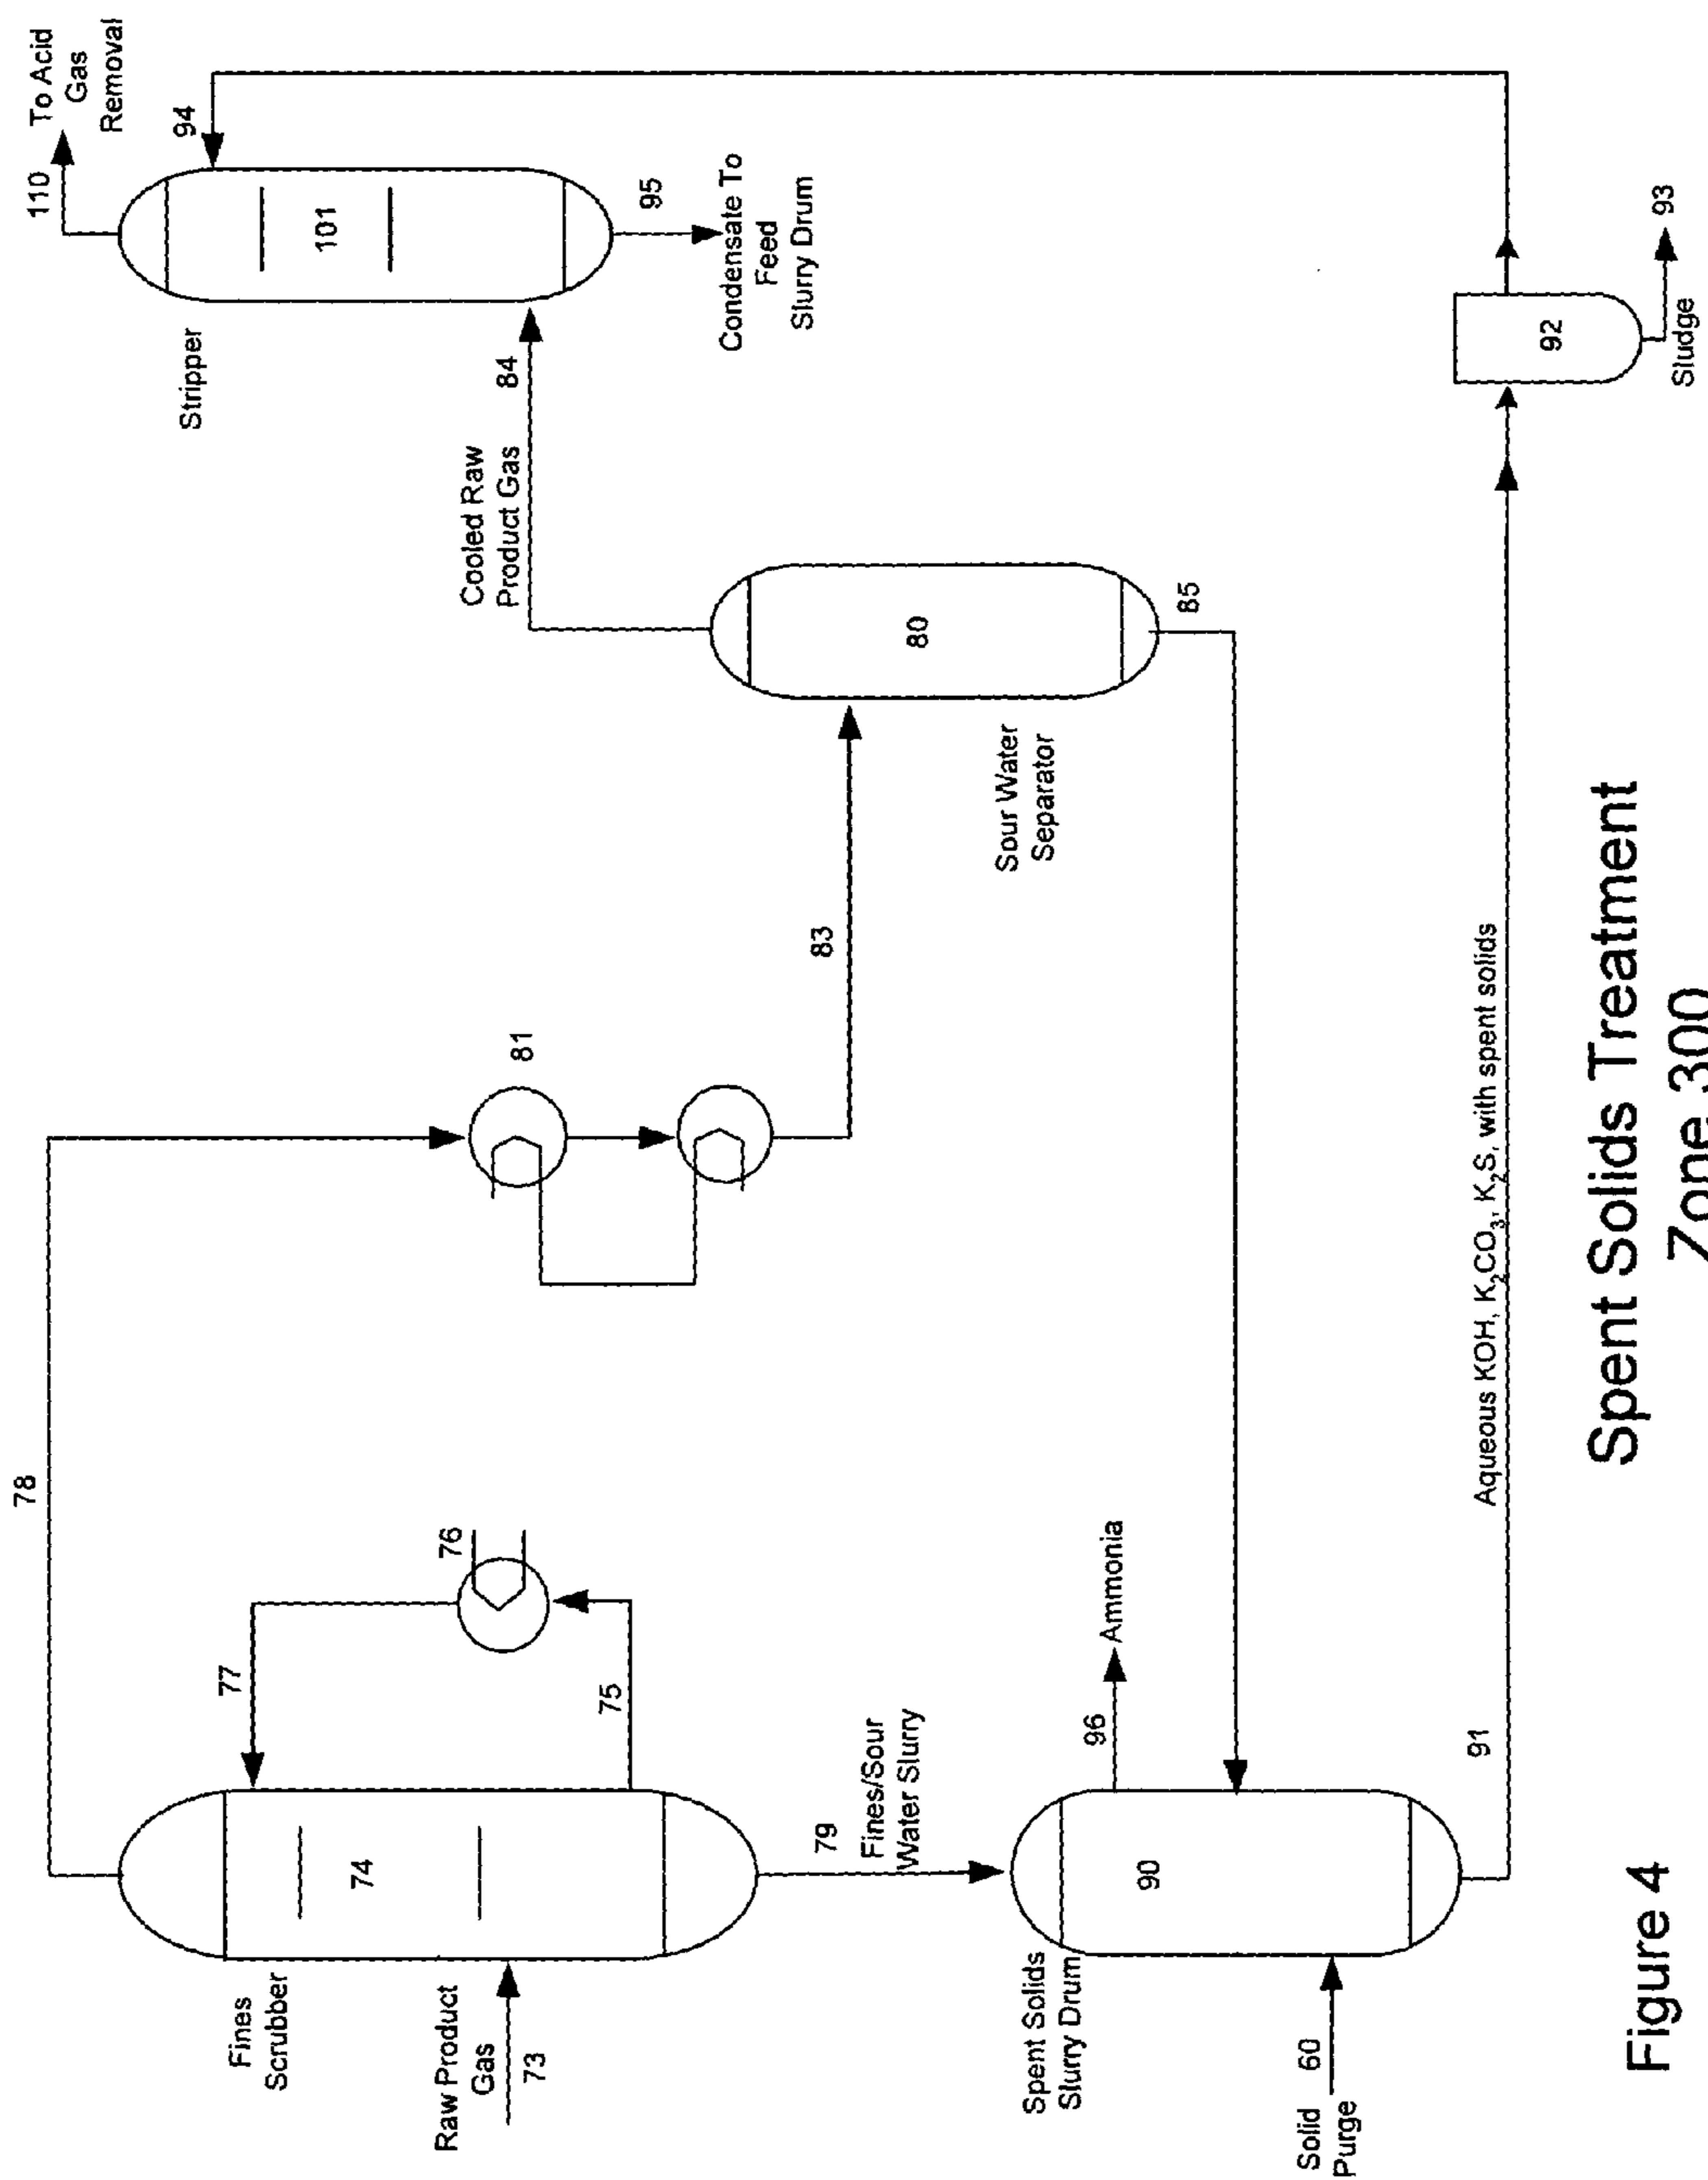 78
Fines
Scrubber
74
77
76
75
Raw Product
Gas
73
79
Fines/Sour
Water Slurry
81
83
Cooled Raw
Product Gas
84
80
Sour Water
Separator
85
110
To Acid
Gas
Removal
94
Stripper
101
95
Condensate To
Feed
Slurry Drum
Spent Solids
Slurry Drum
90
96
Ammonia
Solid
Purge
60
91
Aqueous KOH, K₂CO₃, K₂S, with spent solids
92
93
Sludge
Figure 4
Spent Solids Treatment
Zone 300